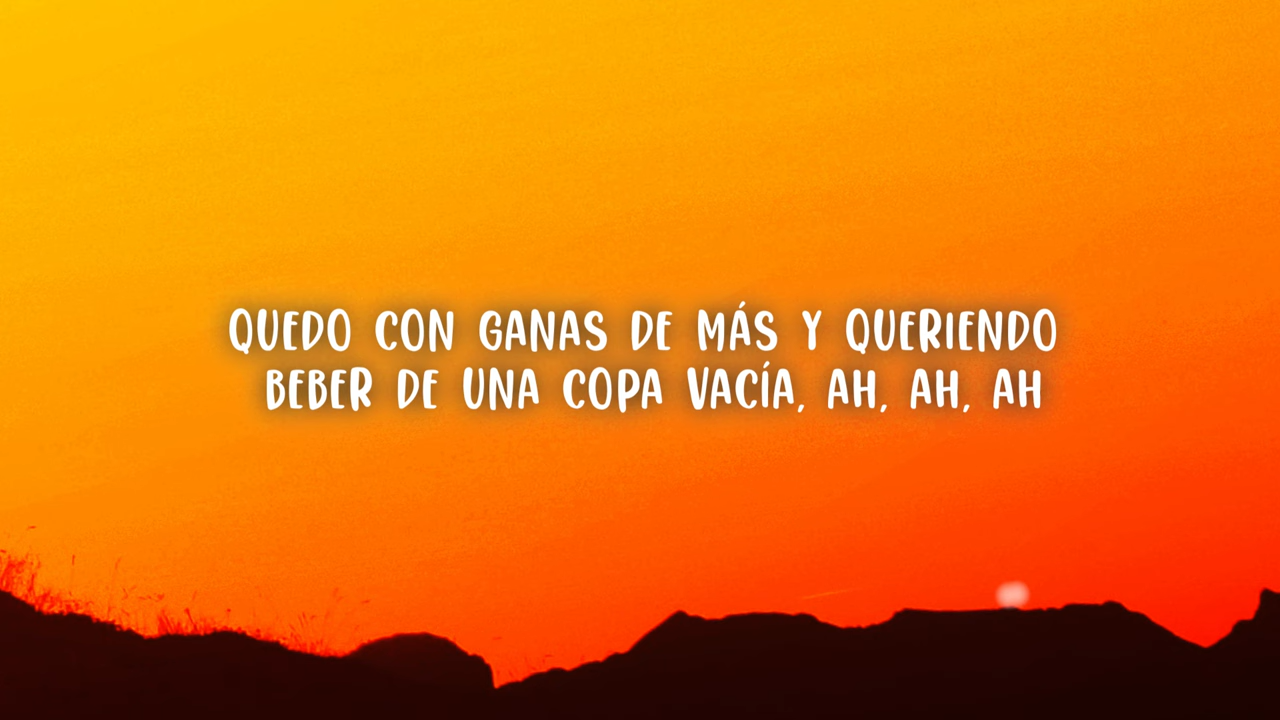 QUEDO CON GANAS DE MÁS Y QUERIENDO
BEBER DE UNA COPA VACÍA, AH, AH, AH